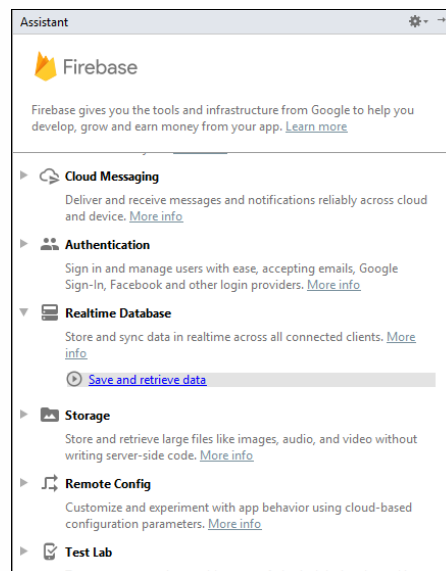 Assistant
Firebase
Firebase gives you the tools and infrastructure from Google to help you
develop, grow and earn money from your app. Learn more
Cloud Messaging
Deliver and receive messages and notifications reliably across cloud
and device. More info
Authentication
Sign in and manage users with ease, accepting emails, Google
Sign-In, Facebook and other login providers. More info
Realtime Database
Store and sync data in realtime across all connected clients. More
info
Save and retrieve data
Storage
Store and retrieve large files like images, audio, and video without
writing server-side code. More info
Remote Config
Customize and experiment with app behavior using cloud-based
configuration parameters. More info
Test Lab